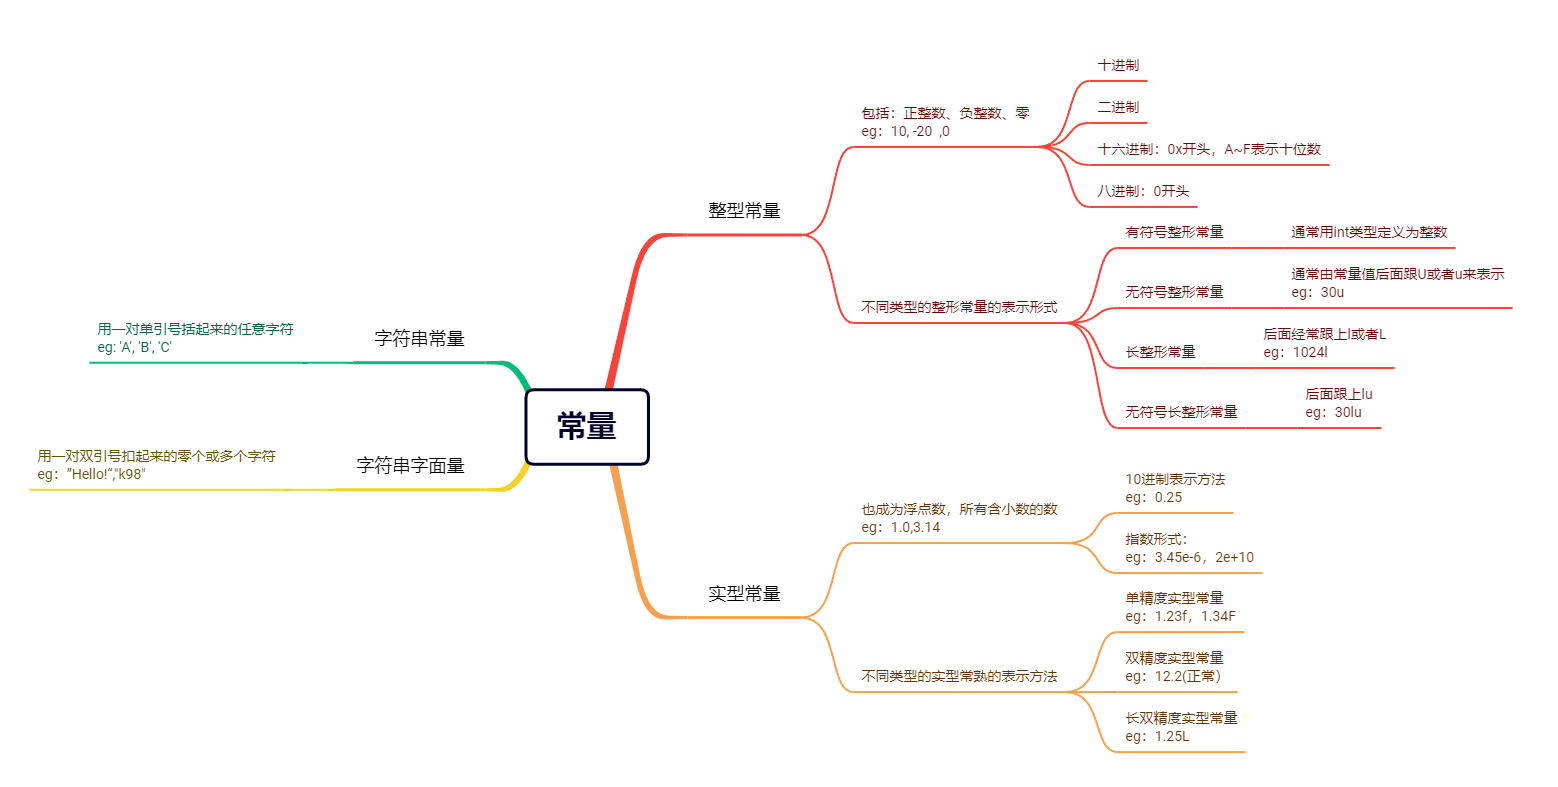 常量
整型常量
包括：正整数、负整数、零
eg：10, -20  ,0
十进制
二进制
十六进制：0x开头，A~F表示十位数
八进制：0开头
不同类型的整形常量的表示形式
有符号整形常量
通常用int类型定义为整数
无符号整形常量
通常由常量值后面跟U或者u来表示
eg：30u
长整形常量
后面经常跟上l或者L
eg：1024l
无符号长整形常量
后面跟上lu
eg：30lu
实型常量
也成为浮点数，所有含小数的数
eg：1.0,3.14
10进制表示方法
eg：0.25
指数形式：
eg：3.45e-6，2e+10
不同类型的实型常熟的表示方法
单精度实型常量
eg：1.23f，1.34F
双精度实型常量
eg：12.2(正常）
长双精度实型常量
eg：1.25L
字符串常量
用一对单引号括起来的任意字符
eg: 'A', 'B', 'C'
字符串字面量
用一对双引号扣起来的零个或多个字符
eg：”Hello!“,"k98"